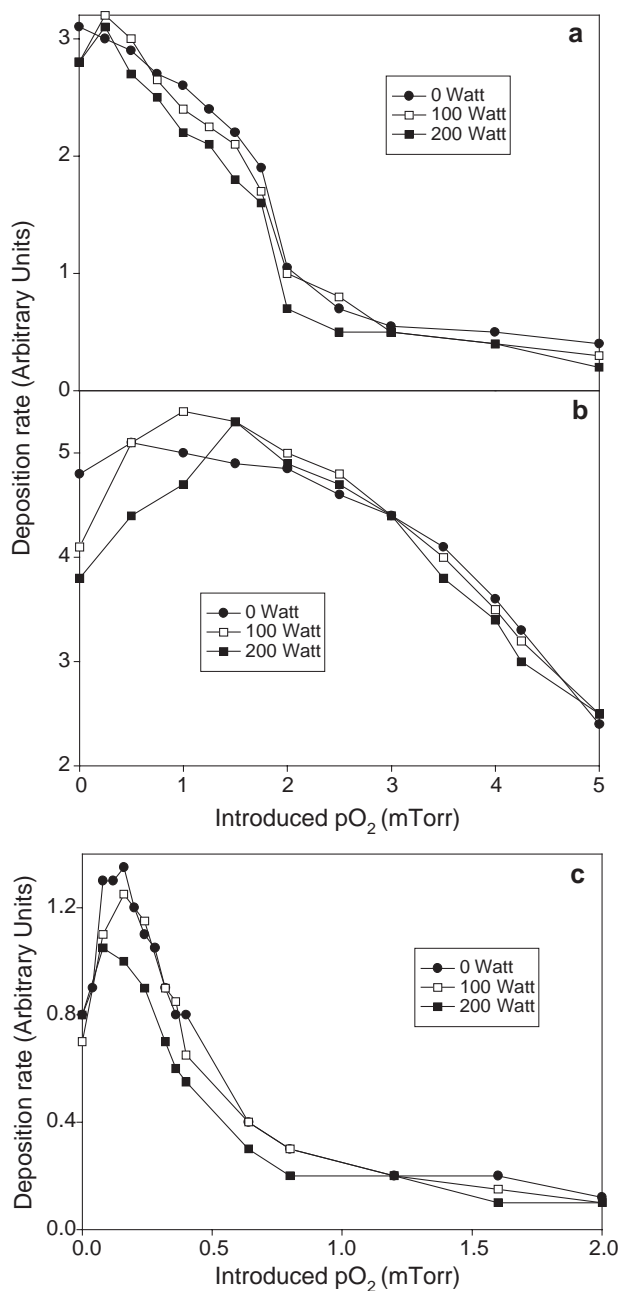 a
3
2
1
0
0 Watt
100 Watt
200 Watt
Deposition rate (Arbitrary Units)
b
5
4
3
2
0 Watt
100 Watt
200 Watt
0 1 2 3 4 5
Introduced pO2 (mTorr)
c
1.2
0.8
0.4
0.0
0 Watt
100 Watt
200 Watt
Deposition rate (Arbitrary Units)
0.0 0.5 1.0 1.5 2.0
Introduced pO2 (mTorr)